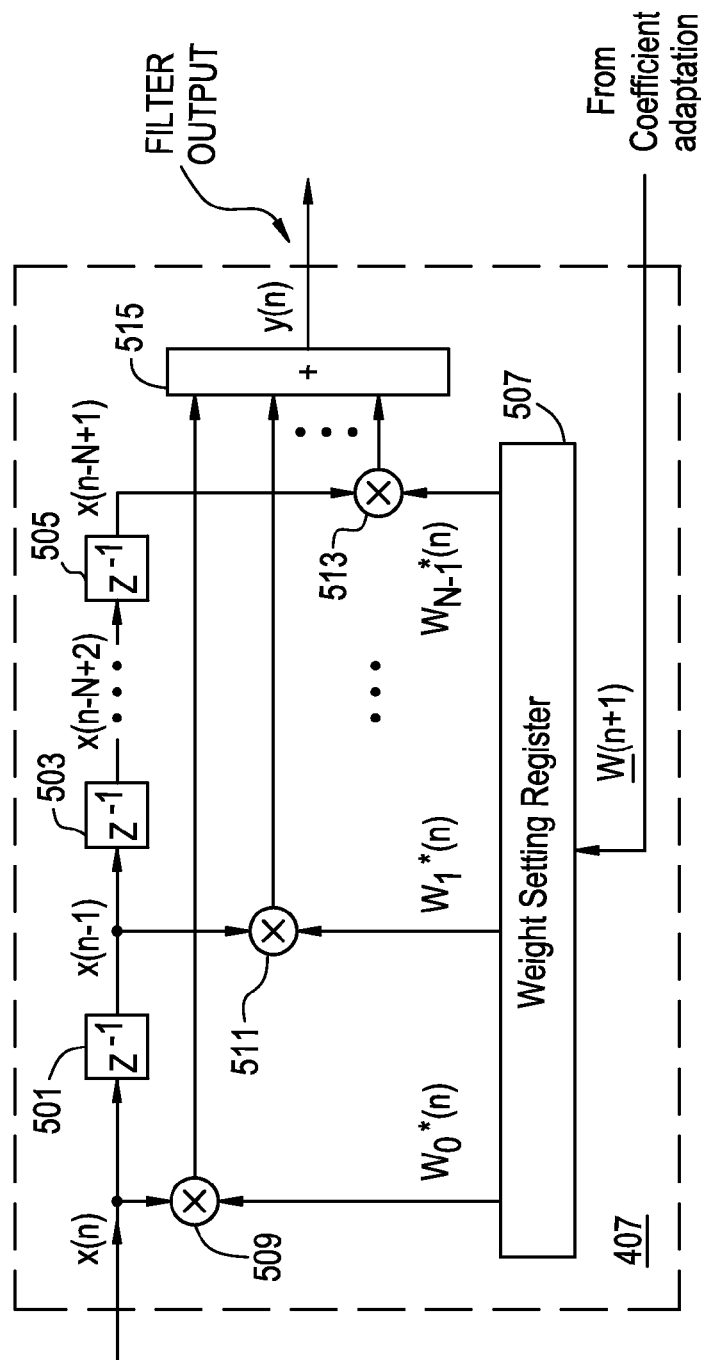 x(n)
501
Z⁻¹
x(n-1)
503
Z⁻¹
x(n-N+2)
505
Z⁻¹
x(n-N+1)
515
+
y(n)
FILTER
OUTPUT
509
X
511
X
513
X
W₀*(n)
W₁*(n)
W_N-1*(n)
507
Weight Setting Register
407
W(n+1)
From
Coefficient
adaptation